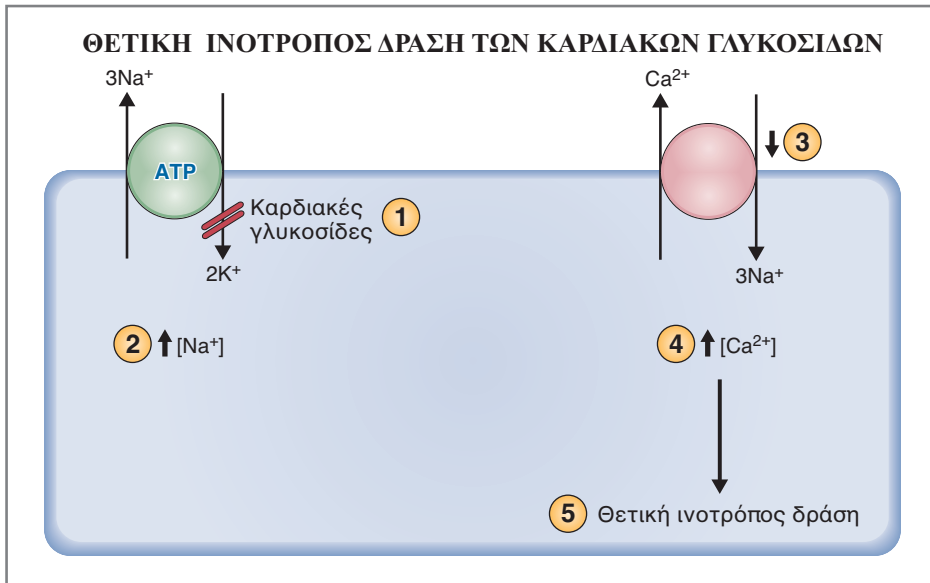 ΘΕΤΙΚΗ ΙΝΟΤΡΟΠΟΣ ΔΡΑΣΗ ΤΩΝ ΚΑΡΔΙΑΚΩΝ ΓΛΥΚΟΣΙΔΩΝ
3Na⁺
Ca²⁺
ATP
3
Καρδιακές
γλυκοσίδες
1
2K⁺
3Na⁺
2 [Na⁺]
4 [Ca²⁺]
5 Θετική ινοτρόπος δράση